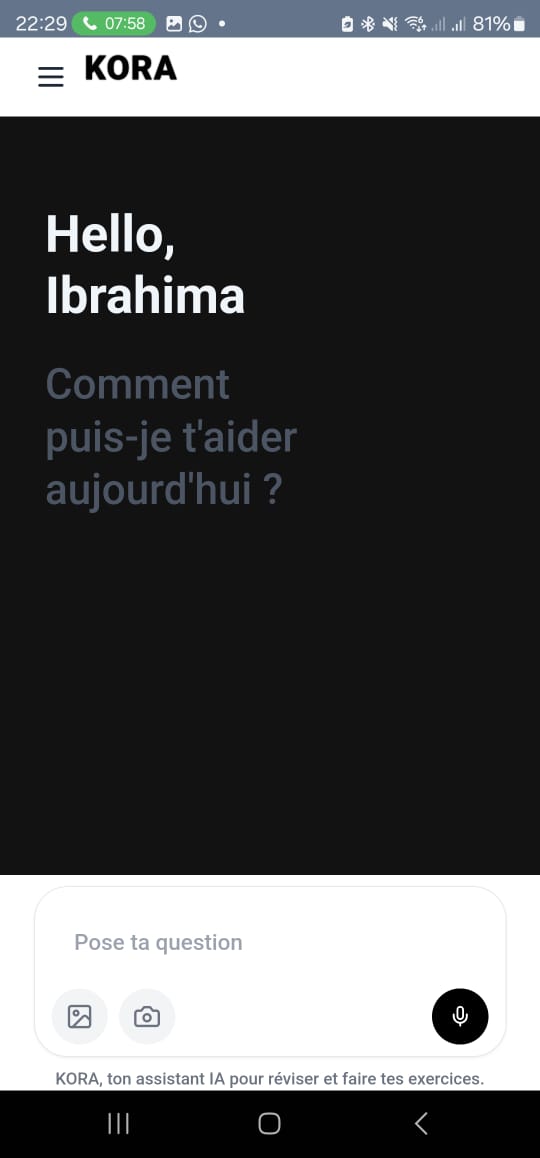 22:29 07:58 81%
KORA
Hello,
Ibrahima
Comment
puis-je t'aider
aujourd'hui ?
Pose ta question
KORA, ton assistant IA pour réviser et faire tes exercices.